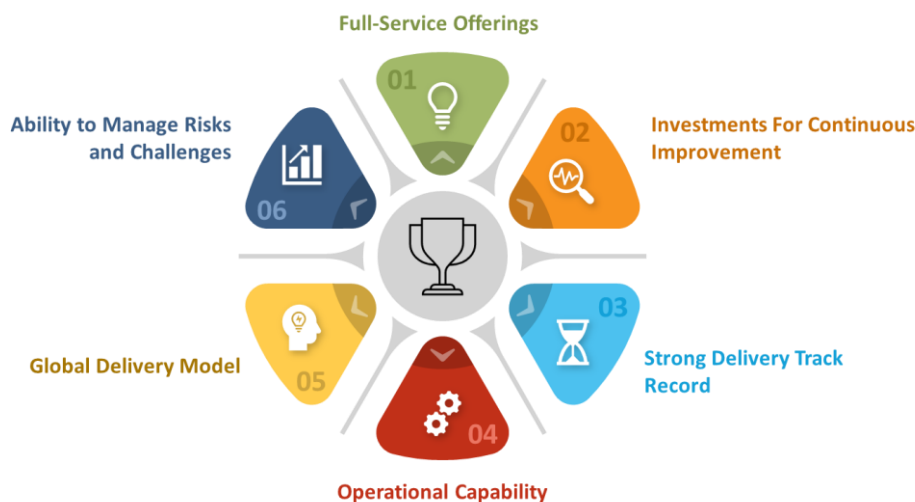 Full-Service Offerings
01
02
Investments For Continuous
Improvement
03
Strong Delivery Track
Record
04
Operational Capability
05
Global Delivery Model
06
Ability to Manage Risks
and Challenges